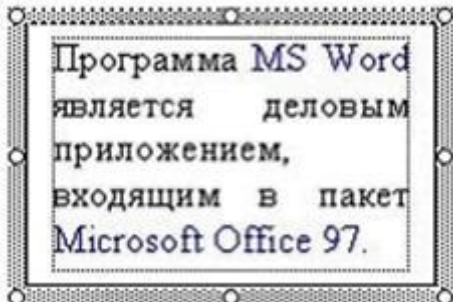 Программа MS Word
является деловым
приложением,
входящим в пакет
Microsoft Office 97.